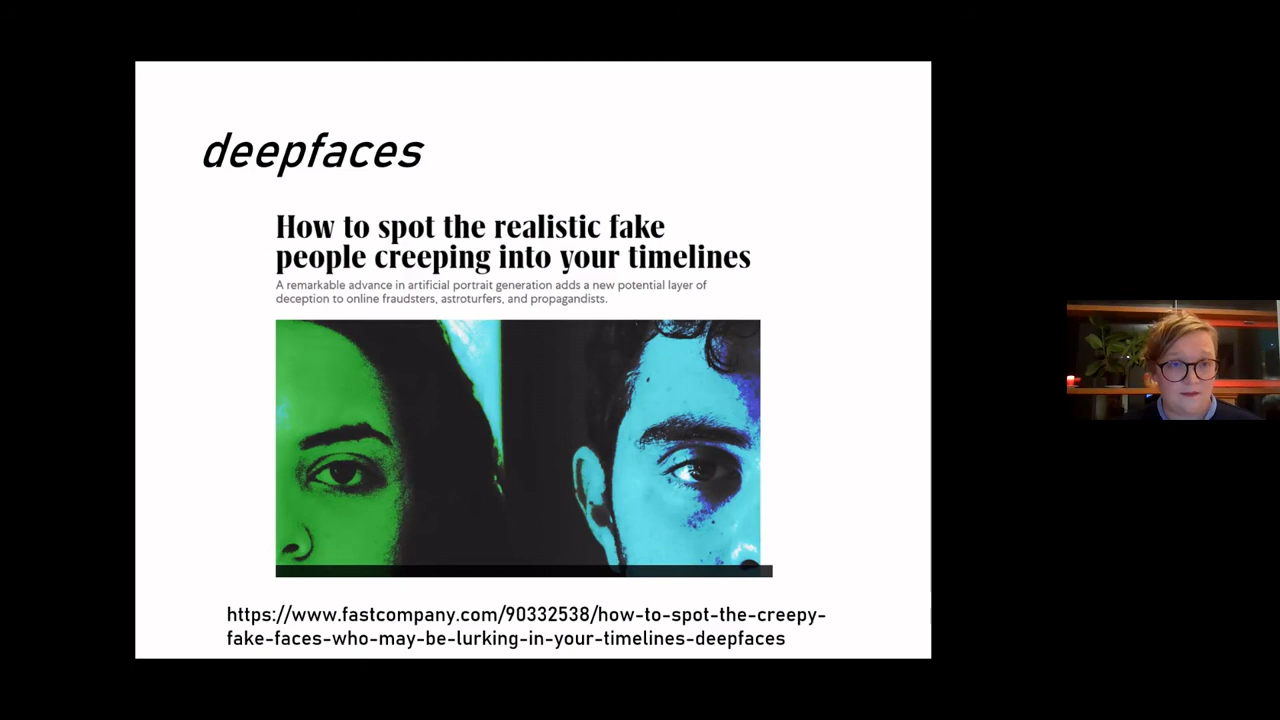 deepfaces
How to spot the realistic fake
people creeping into your timelines
A remarkable advance in artificial portrait generation adds a new potential layer of
deception to online fraudsters, astroturfers, and propagandists.
https://www.fastcompany.com/90332538/how-to-spot-the-creepy-
fake-faces-who-may-be-lurking-in-your-timelines-deepfaces